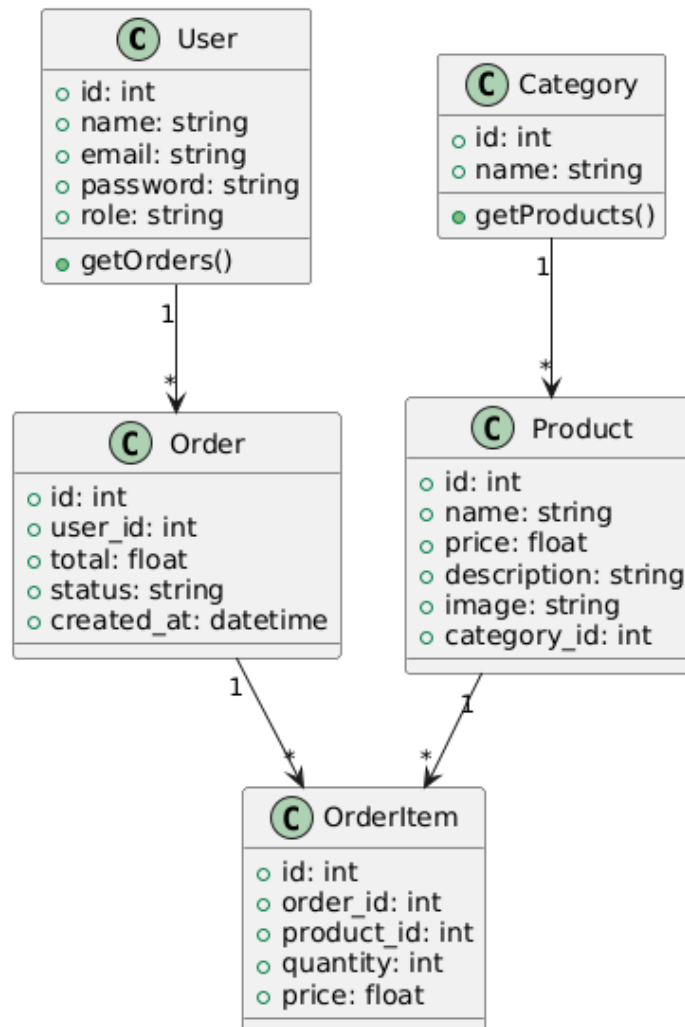 C User
id: int
name: string
email: string
password: string
role: string
getOrders()
C Category
id: int
name: string
getProducts()
1
*
1
*
C Order
id: int
user_id: int
total: float
status: string
created_at: datetime
C Product
id: int
name: string
price: float
description: string
image: string
category_id: int
1
*
1
*
C OrderItem
id: int
order_id: int
product_id: int
quantity: int
price: float